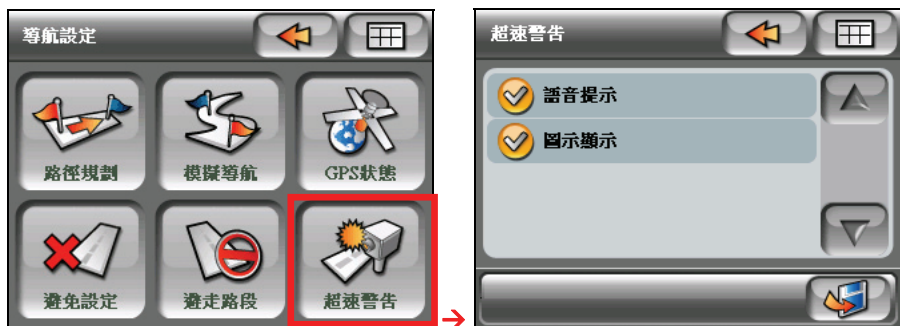 導航設定
路徑規劃
模擬導航
GPS狀態
避免設定
避走路段
超速警告
→
超速警告
語音提示
圖示顯示